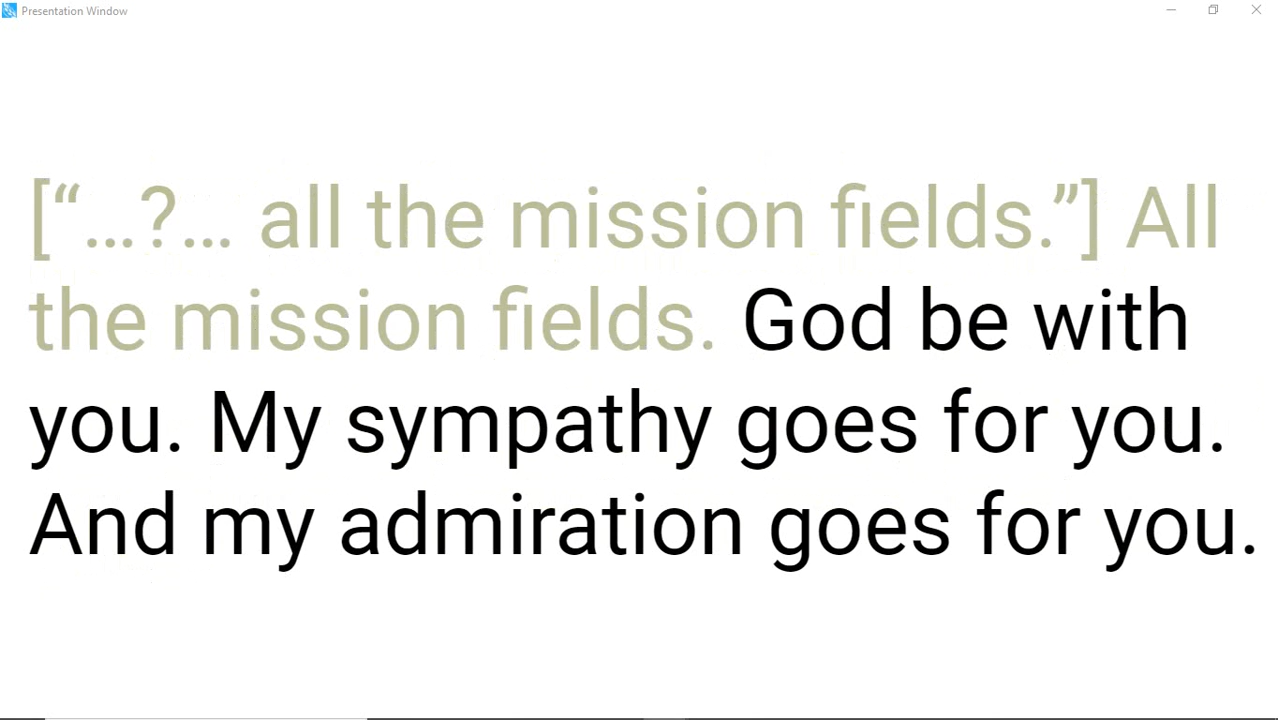 Presentation Window
[“…?… all the mission fields.”] All
the mission fields. God be with
you. My sympathy goes for you.
And my admiration goes for you.